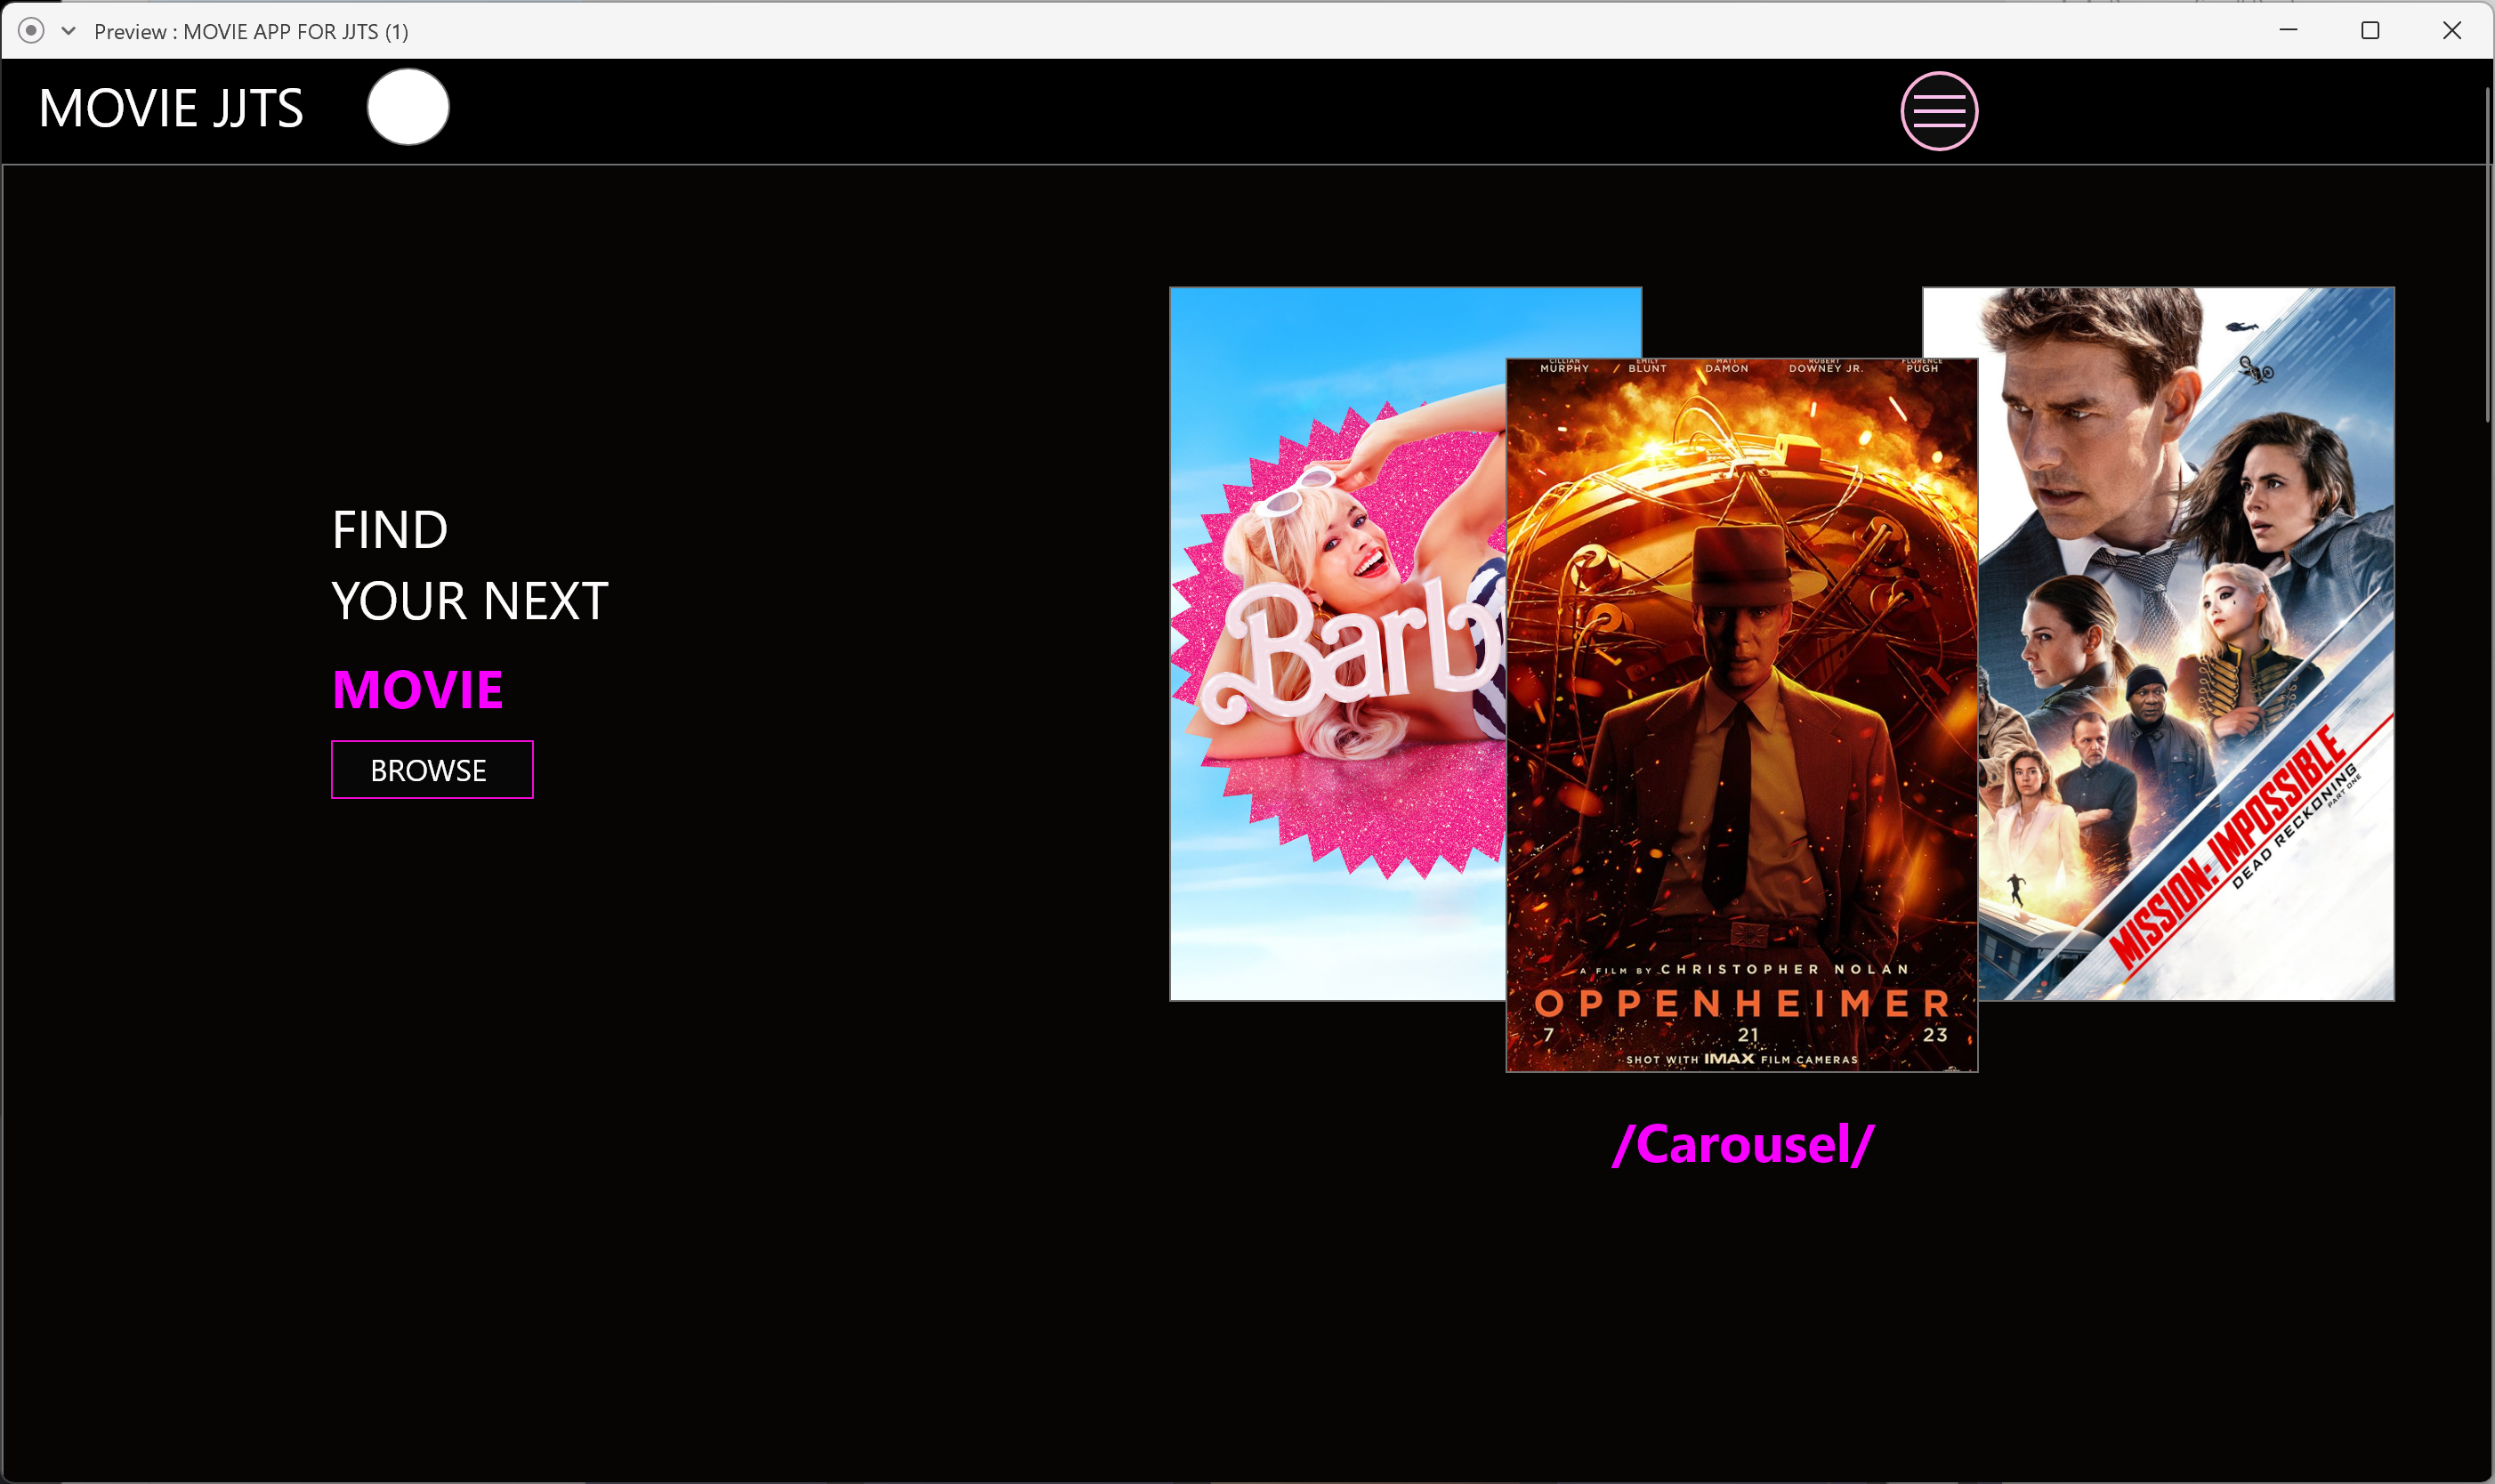 Preview : MOVIE APP FOR JJTS (1)
MOVIE JJTS
FIND
YOUR NEXT
MOVIE
BROWSE
Barb
CILLIAN EMILY MATT ROBERT FLORENCE
MURPHY BLUNT DAMON DOWNEY JR. PUGH
A FILM BY CHRISTOPHER NOLAN
OPPENHEIMER
7 21 23
SHOT WITH IMAX FILM CAMERAS
MISSION: IMPOSSIBLE
DEAD RECKONING
PART ONE
/Carousel/